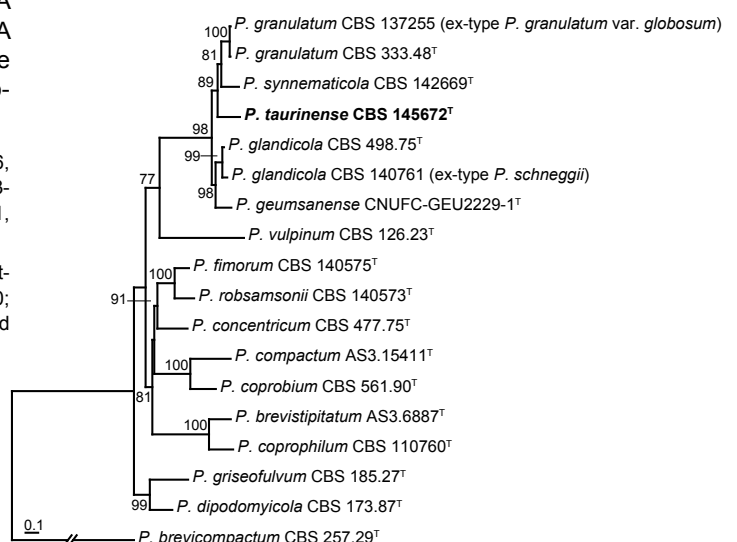 A
A
e
-
6,
8-
,
t-
0;
d
P. granulatum CBS 137255 (ex-type P. granulatum var. globosum)
100
P. granulatum CBS 333.48ᵀ
81
P. synnematicola CBS 142669ᵀ
89
P. taurinense CBS 145672ᵀ
98
P. glandicola CBS 498.75ᵀ
99
P. glandicola CBS 140761 (ex-type P. schneggii)
77
98
P. geumsanense CNUFC-GEU2229-1ᵀ
P. vulpinum CBS 126.23ᵀ
P. fimorum CBS 140575ᵀ
100
P. robsamsonii CBS 140573ᵀ
91
P. concentricum CBS 477.75ᵀ
P. compactum AS3.15411ᵀ
100
P. coprobium CBS 561.90ᵀ
81
P. brevistipitatum AS3.6887ᵀ
100
P. coprophilum CBS 110760ᵀ
P. griseofulvum CBS 185.27ᵀ
99
P. dipodomyicola CBS 173.87ᵀ
0.1
P. brevicompactum CBS 257.29ᵀ